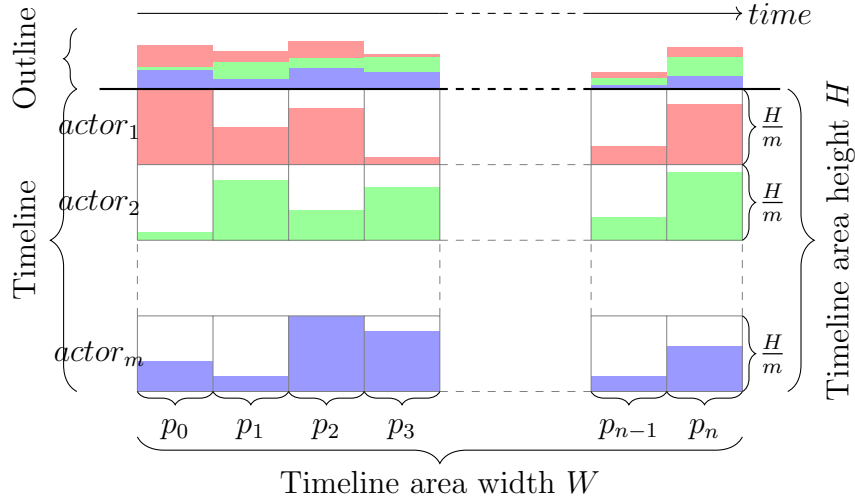 time
Outline
Timeline
actor₁
H/m
actor₂
H/m
actorₘ
H/m
Timeline area height H
p₀ p₁ p₂ p₃ pₙ₋₁ pₙ
Timeline area width W